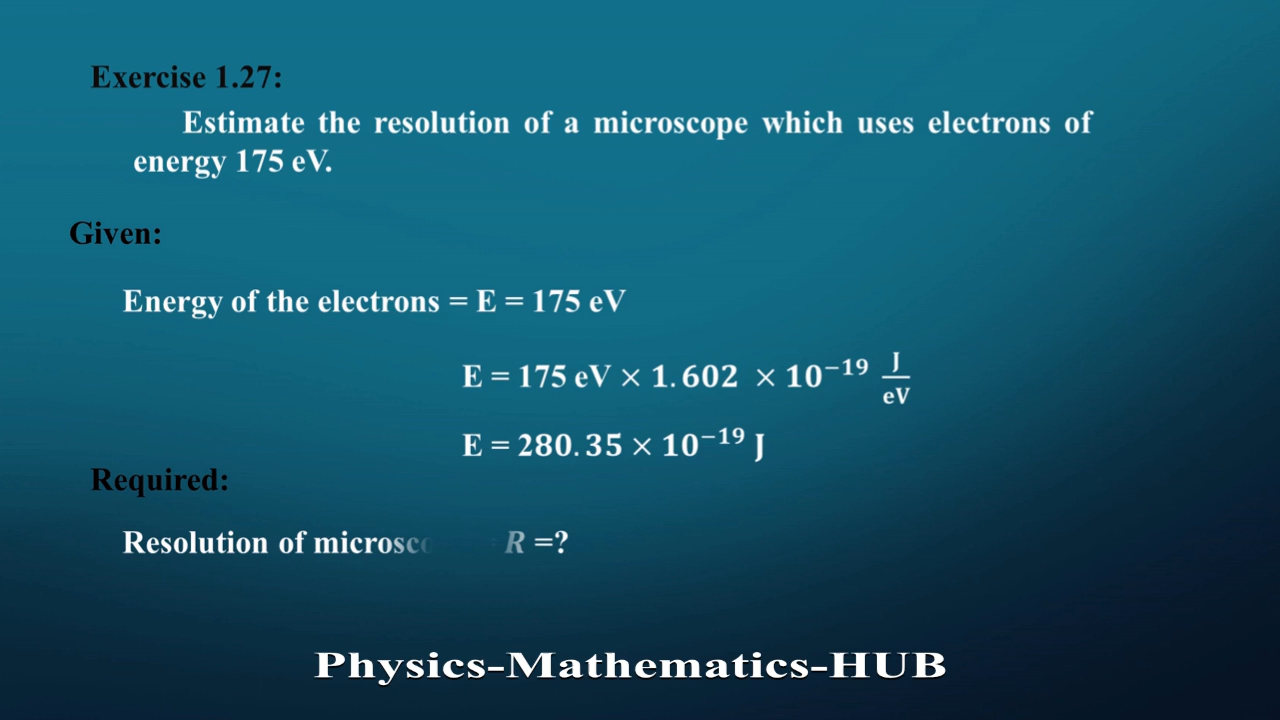 Exercise 1.27:
Estimate the resolution of a microscope which uses electrons of
energy 175 eV.
Given:
Energy of the electrons = E = 175 eV
E = 175 eV × 1.602 × 10⁻¹⁹ J/eV
E = 280.35 × 10⁻¹⁹ J
Required:
Resolution of R =?
Physics-Mathematics-HUB